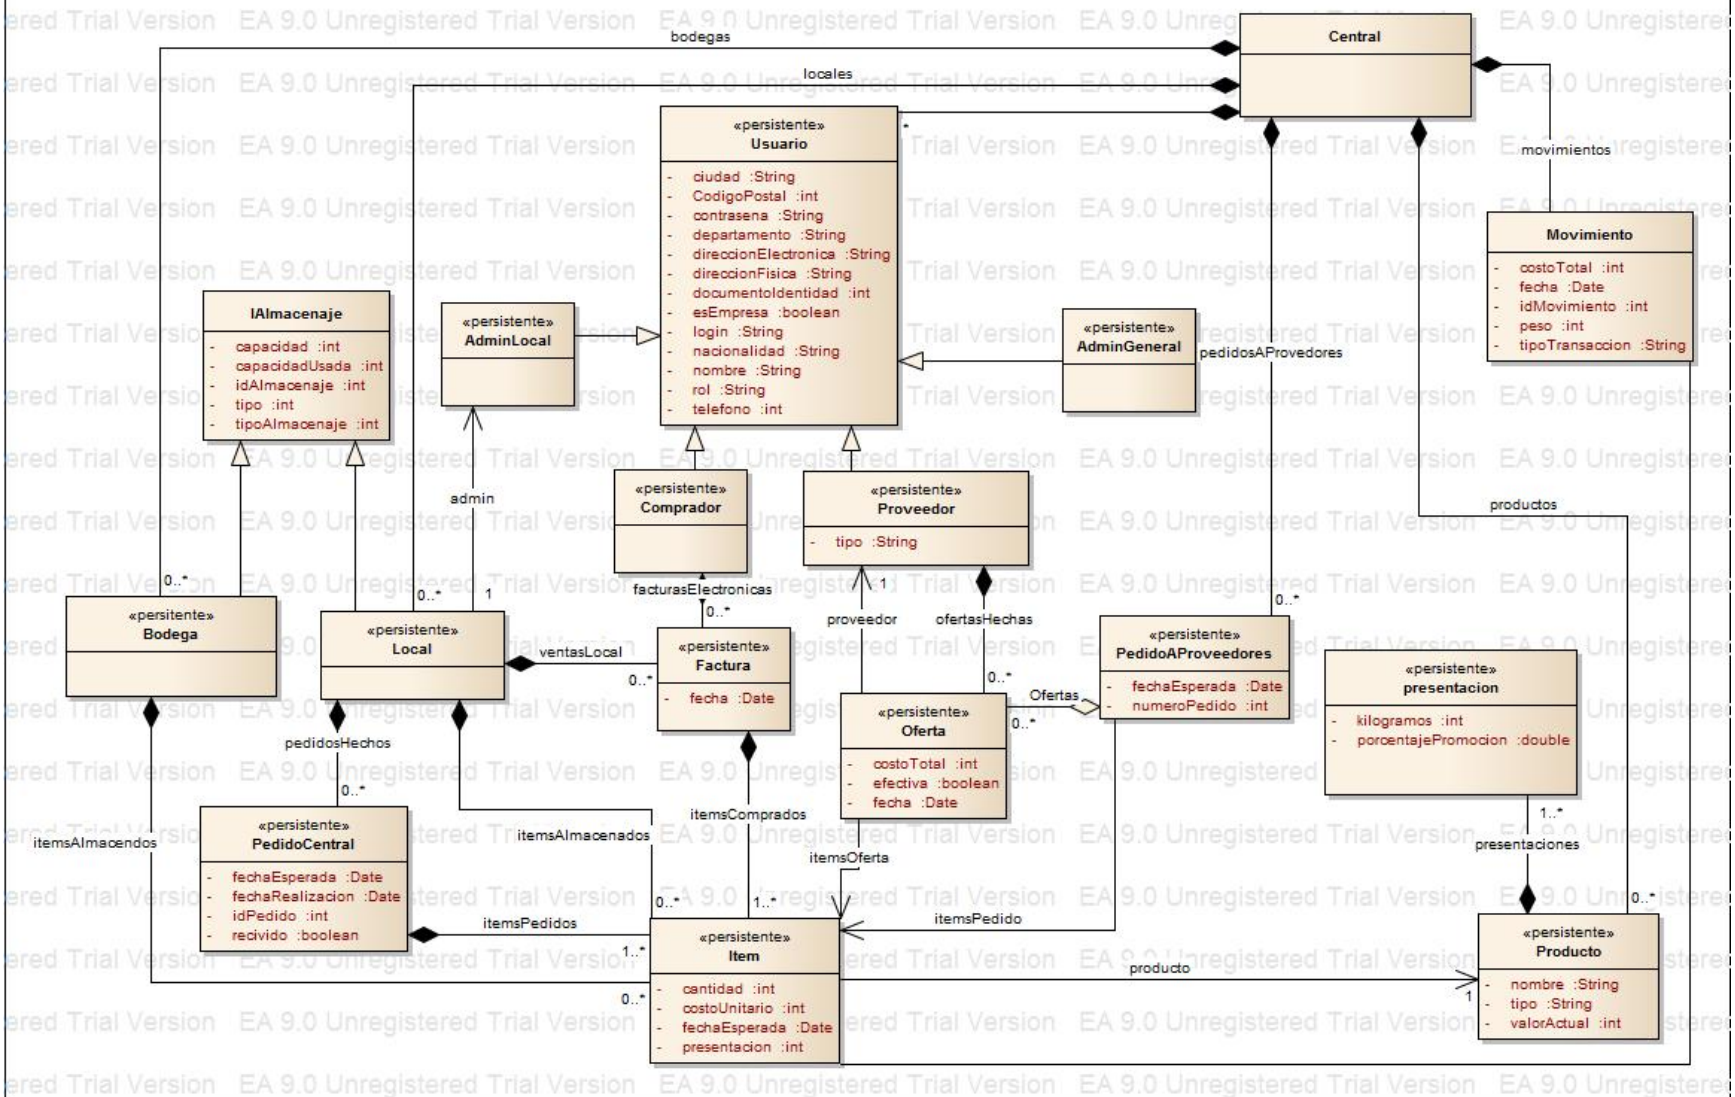 bodegas
Central
locales
«persistente»
Usuario
- ciudad :String
- CodigoPostal :int
- contrasena :String
- departamento :String
- direccionElectronica :String
- direccionFisica :String
- documentoIdentidad :int
- esEmpresa :boolean
- login :String
- nacionalidad :String
- nombre :String
- rol :String
- telefono :int
*
movimientos
Movimiento
- costoTotal :int
- fecha :Date
- idMovimiento :int
- peso :int
- tipoTransaccion :String
IAlmacenaje
- capacidad :int
- capacidadUsada :int
- idAlmacenaje :int
- tipo :int
- tipoAlmacenaje :int
«persistente»
AdminLocal
«persistente»
AdminGeneral
pedidosAProvedores
admin
«persistente»
Comprador
«persistente»
Proveedor
- tipo :String
productos
0..*
0..*
1
facturasElectronicas
0..*
1
proveedor
ofertasHechas
0..*
0..*
«persitente»
Bodega
«persistente»
Local
ventasLocal
0..*
«persistente»
Factura
- fecha :Date
«persistente»
PedidoAProveedores
- fechaEsperada :Date
- numeroPedido :int
Ofertas
0..*
«persistente»
Oferta
- costoTotal :int
- efectiva :boolean
- fecha :Date
«persistente»
presentacion
- kilogramos :int
- porcentajePromocion :double
pedidosHechos
0..*
itemsAlmacendos
«persistente»
PedidoCentral
- fechaEsperada :Date
- fechaRealizacion :Date
- idPedido :int
- recivido :boolean
itemsAlmacenados
itemsComprados
itemsOferta
1..*
presentaciones
0..*
1..*
itemsPedidos
1..*
itemsPedido
0..*
«persistente»
Item
- cantidad :int
- costoUnitario :int
- fechaEsperada :Date
- presentacion :int
0..*
producto
1
«persistente»
Producto
- nombre :String
- tipo :String
- valorActual :int
EA 9.0 Unregistered Trial Version